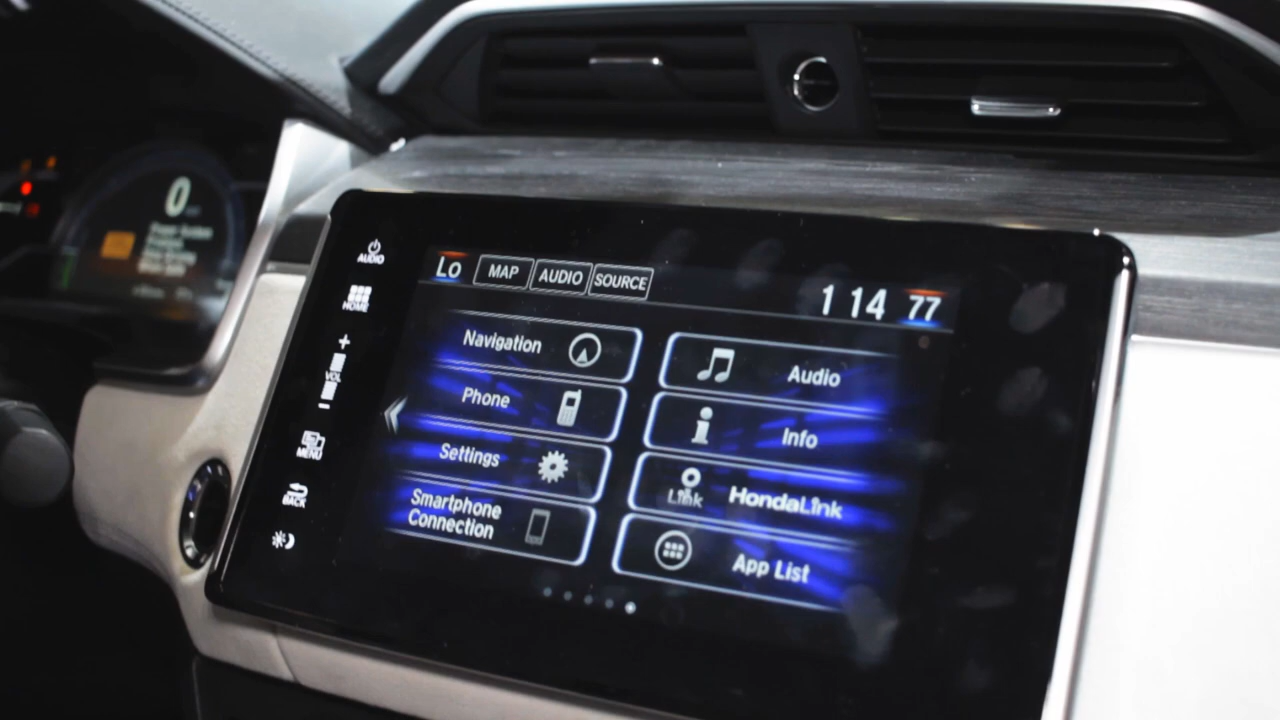 0
AUDIO
HOME
+
VOL
−
MENU
BACK
Lo MAP AUDIO SOURCE 1 14 77
Navigation
Phone
Settings
Smartphone
Connection
Audio
Info
Link HondaLink
App List